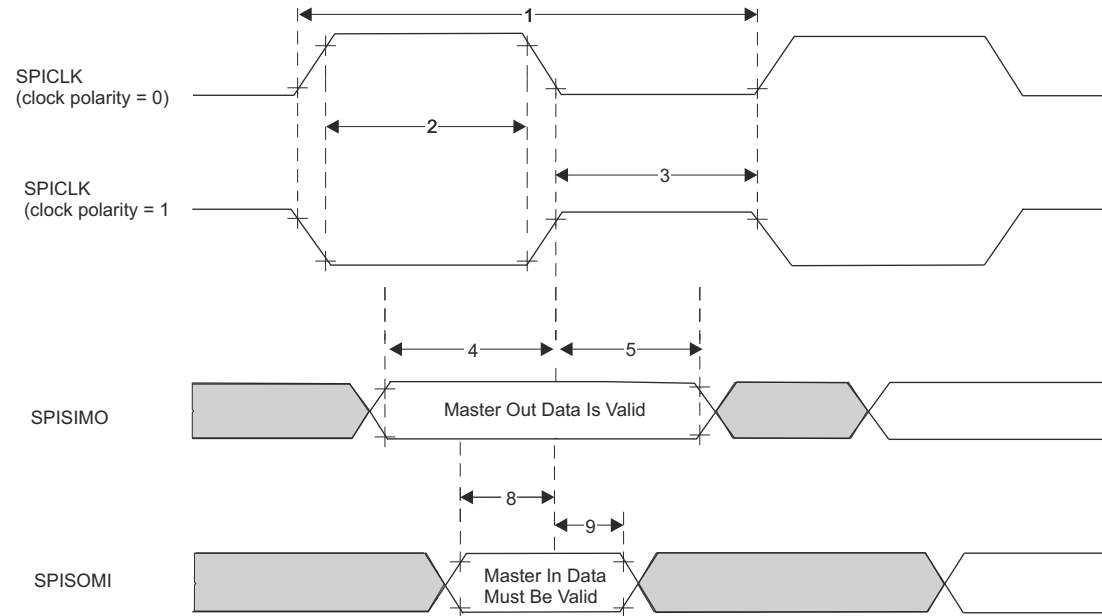 1
SPICLK
(clock polarity = 0)
2
3
SPICLK
(clock polarity = 1
4
5
SPISIMO
Master Out Data Is Valid
8
9
SPISOMI
Master In Data
Must Be Valid